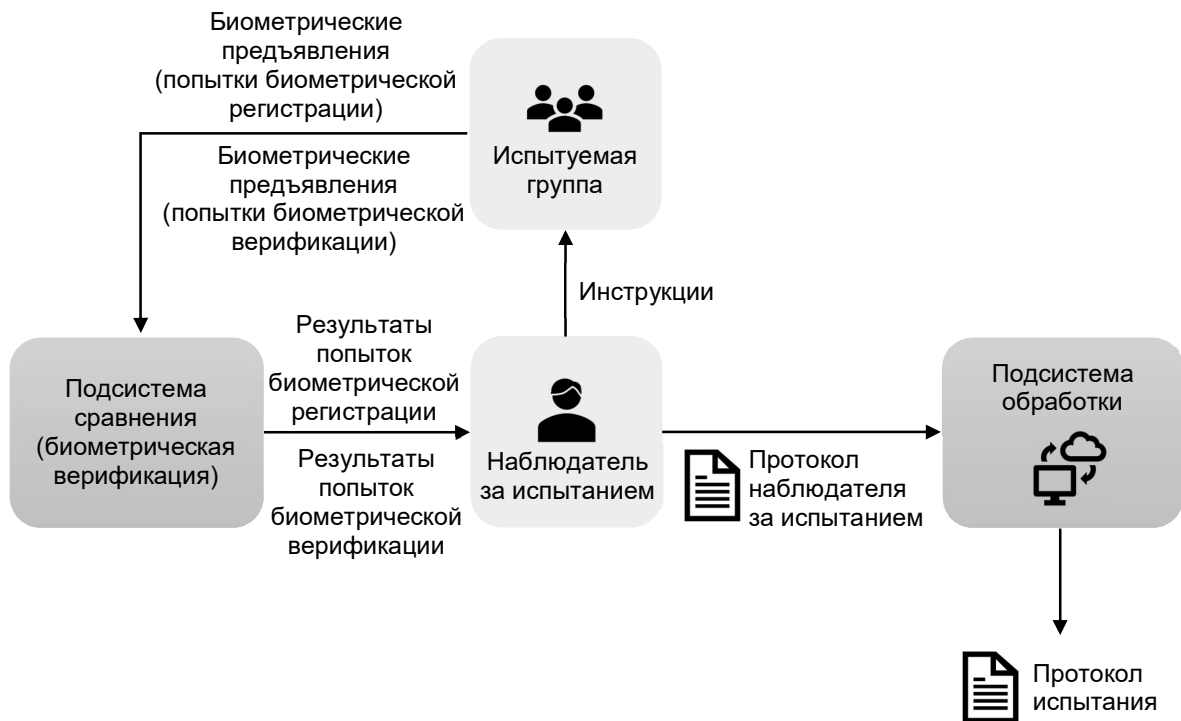 Биометрические
предъявления
(попытки биометрической
регистрации)
Биометрические
предъявления
(попытки биометрической
верификации)
Испытуемая
группа
Инструкции
Подсистема
сравнения
(биометрическая
верификация)
Результаты
попыток
биометрической
регистрации
Результаты
попыток
биометрической
верификации
Наблюдатель
за испытанием
Протокол
наблюдателя
за испытанием
Подсистема
обработки
Протокол
испытания